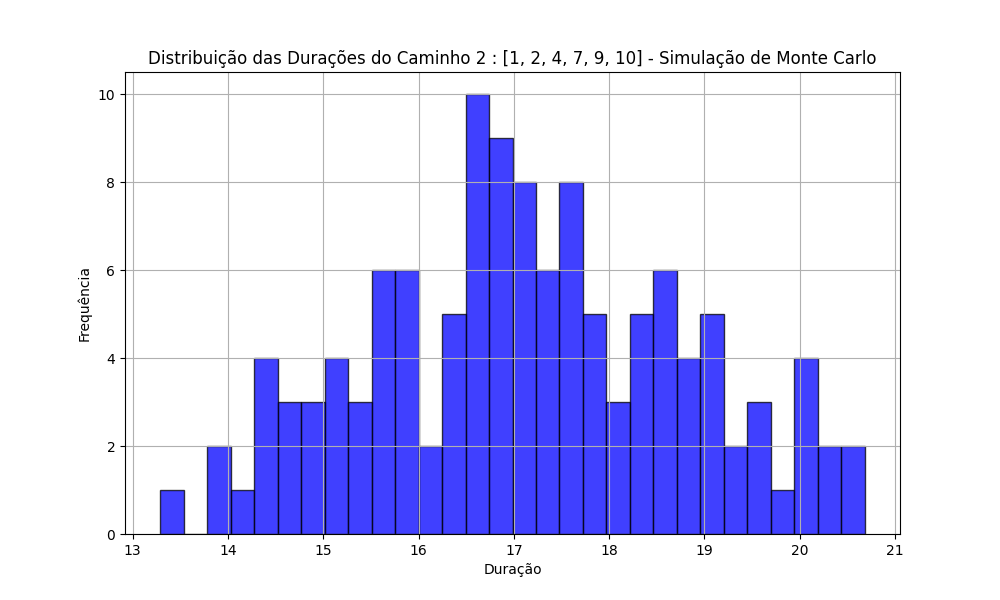 Distribuição das Durações do Caminho 2 : [1, 2, 4, 7, 9, 10] - Simulação de Monte Carlo
10
8
6
4
2
0
Frequência
13 14 15 16 17 18 19 20 21
Duração